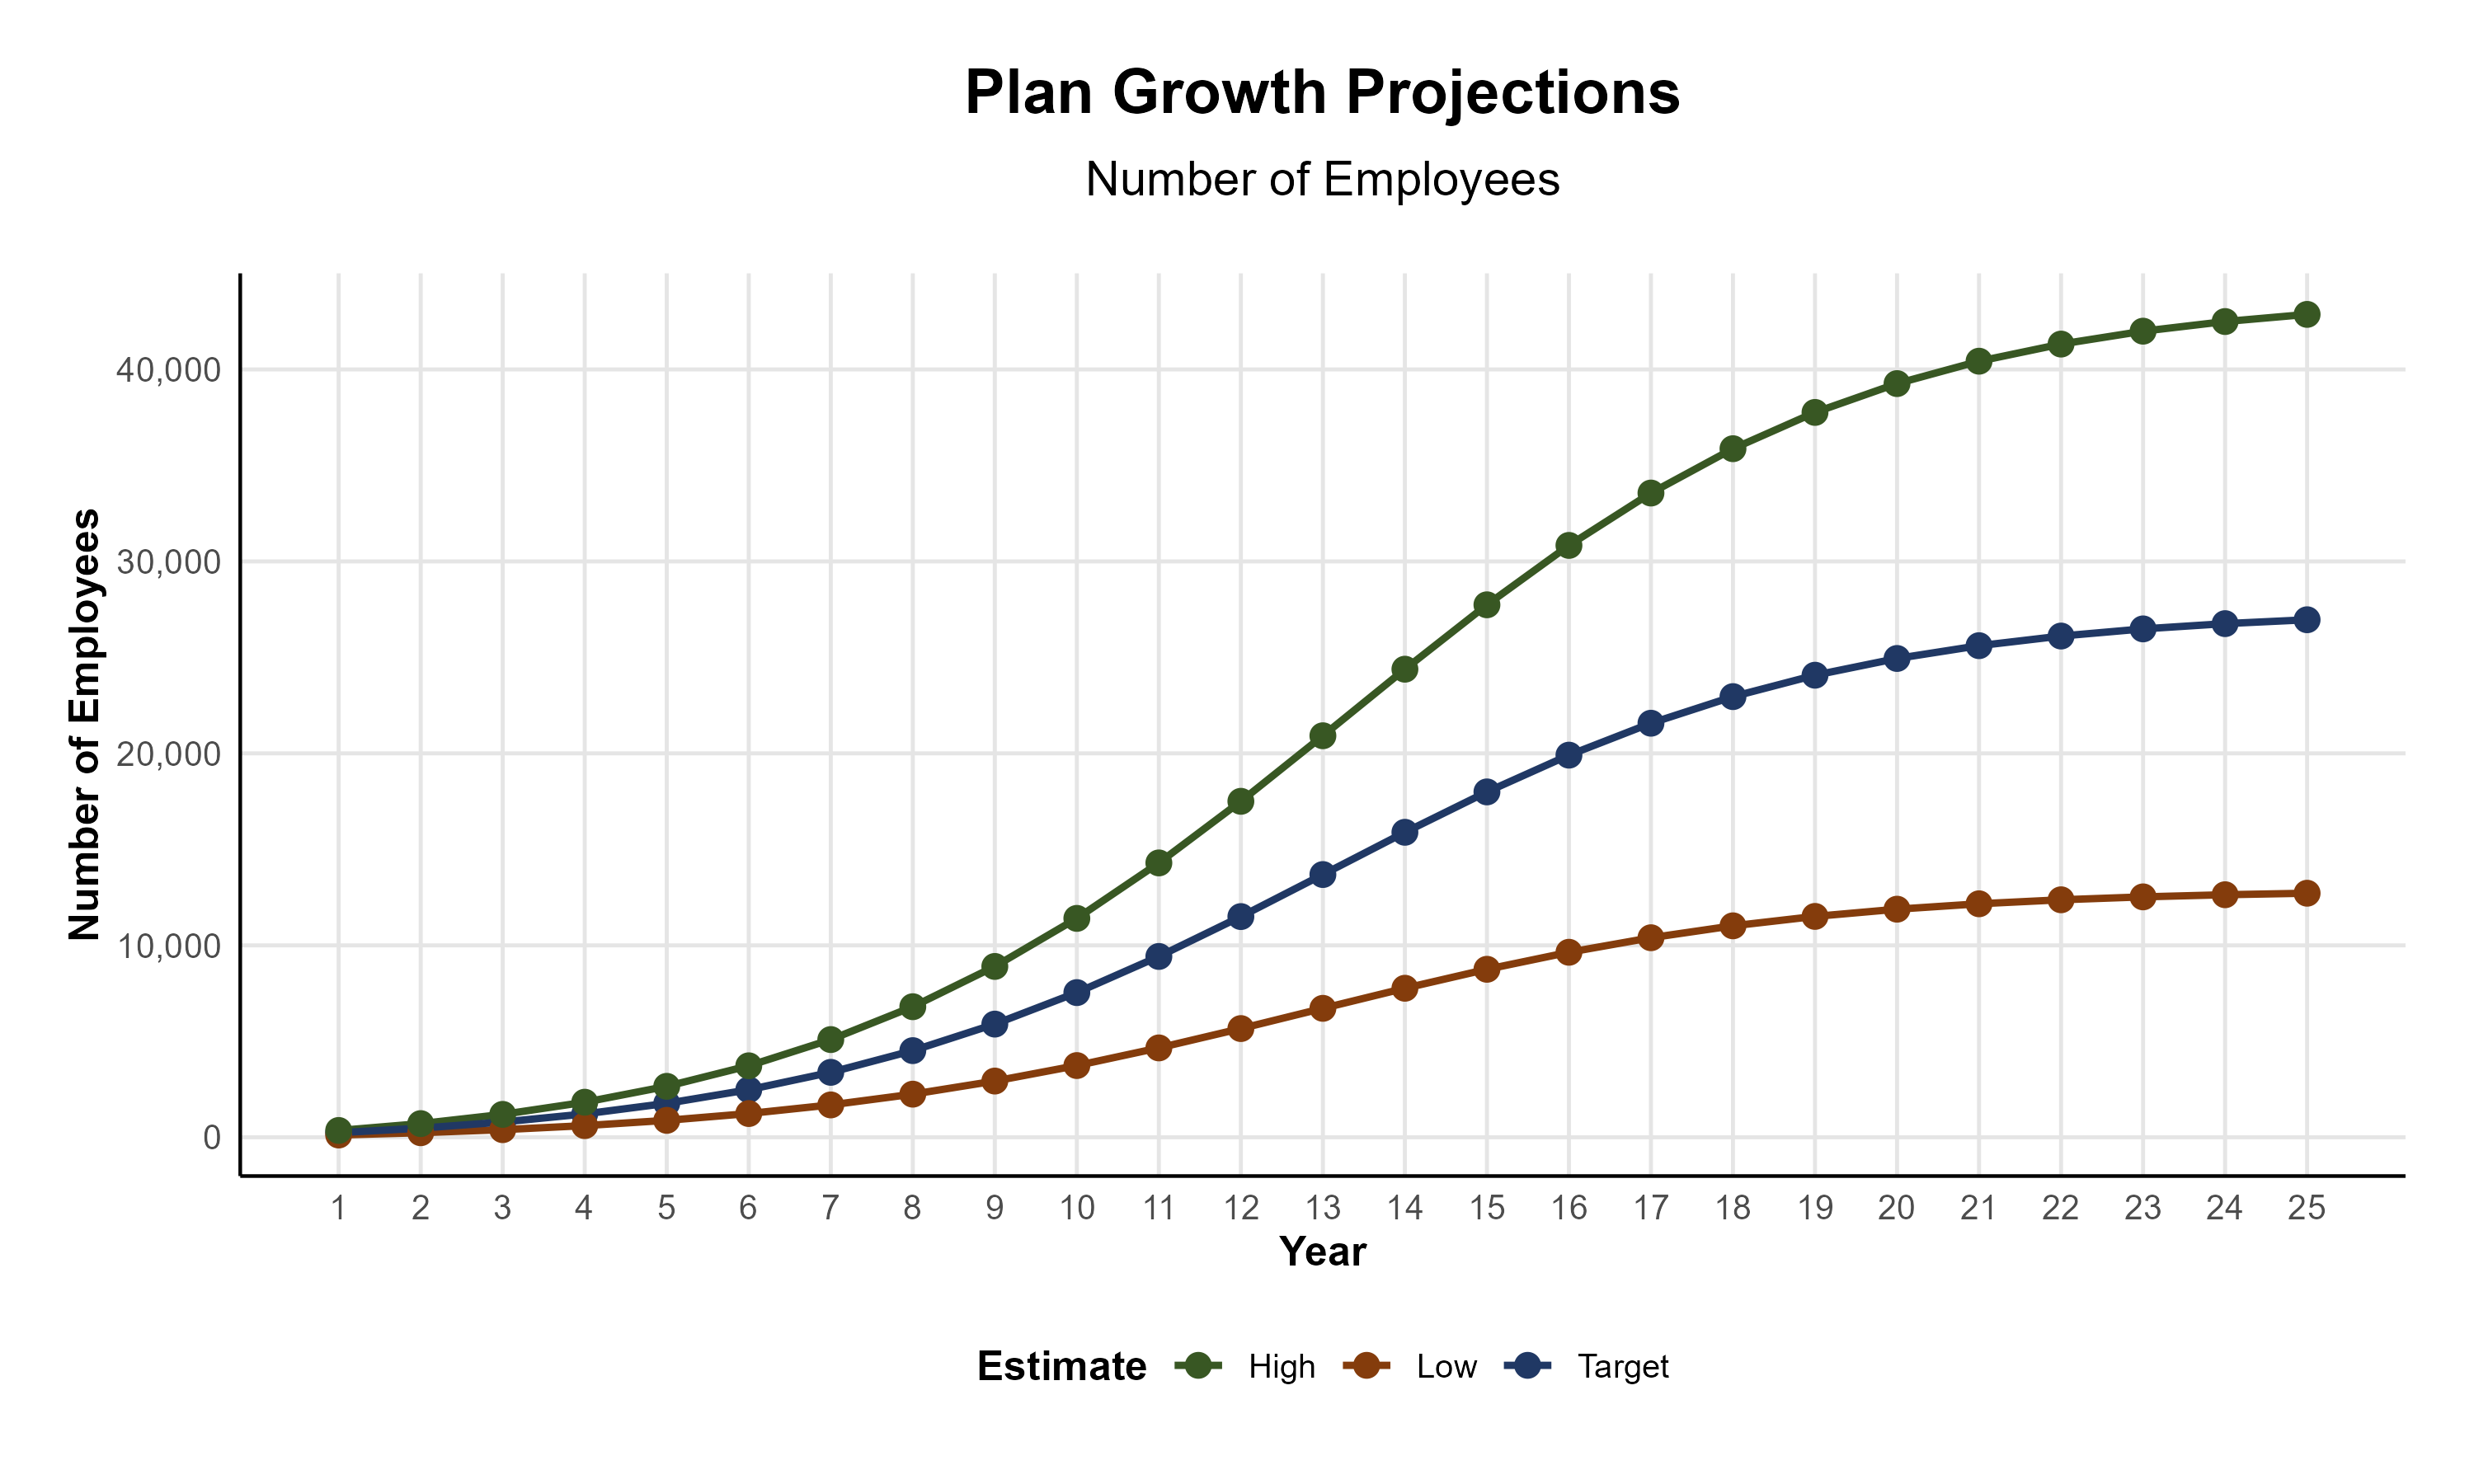 Plan Growth Projections
Number of Employees
Number of Employees
40,000
30,000
20,000
10,000
0
1 2 3 4 5 6 7 8 9 10 11 12 13 14 15 16 17 18 19 20 21 22 23 24 25
Year
Estimate High Low Target